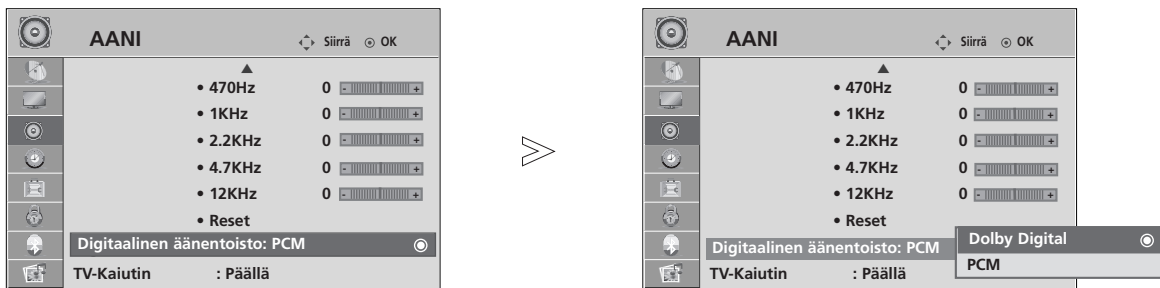 AANI Siirrä OK
• 470Hz 0 - +
• 1KHz 0 - +
• 2.2KHz 0 - +
• 4.7KHz 0 - +
• 12KHz 0 - +
• Reset
Digitaalinen äänentoisto: PCM
TV-Kaiutin : Päällä
AANI Siirrä OK
• 470Hz 0 - +
• 1KHz 0 - +
• 2.2KHz 0 - +
• 4.7KHz 0 - +
• 12KHz 0 - +
• Reset
Digitaalinen äänentoisto: PCM
Dolby Digital
PCM
TV-Kaiutin : Päällä